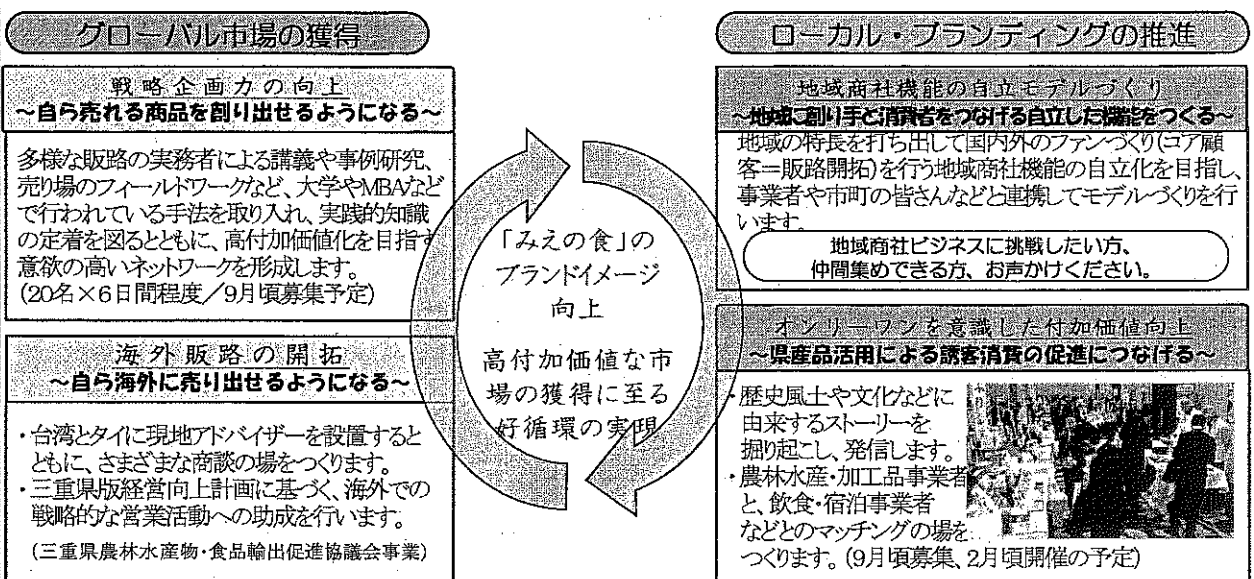 グローバル市場の獲得
戦略企画力の向上
～自ら売れる商品を創り出せるようになる～
多様な販路の実務者による講義や事例研究、
売り場のフィールドワークなど、大学やMBAなど
で行われている手法を取り入れ、実践的知識
の定着を図るとともに、高付加価値化を目指す
意欲の高いネットワークを形成します。
(20名×6日間程度／9月頃募集予定)
海外販路の開拓
～自ら海外に売り出せるようになる～
・台湾とタイに現地アドバイザーを設置すると
ともに、さまざまな商談の場をつくります。
・三重県版経営向上計画に基づく、海外での
戦略的な営業活動への助成を行います。
(三重県農林水産物・食品輸出促進協議会事業)
「みえの食」の
ブランドイメージ
向上
高付加価値な市
場の獲得に至る
好循環の実現
ローカル・ブランディングの推進
地域商社機能の自立モデルづくり
～地域に創り手と消費者をつなげる自立した機能をつくる～
地域の特長を打ち出して国内外のファンづくり(コア顧
客＝販路開拓)を行う地域商社機能の自立化を目指し、
事業者や市町の皆さんなどと連携してモデルづくりを行
います。
地域商社ビジネスに挑戦したい方、
仲間集めできる方、お声かけください。
オンリーワンを意識した付加価値向上
～県産品活用による誘客消費の促進につなげる～
・歴史風土や文化などに
由来するストーリーを
掘り起こし、発信します。
・農林水産・加工品事業者
と、飲食・宿泊事業者
などとのマッチングの場を
つくります。(9月頃募集、2月頃開催の予定)